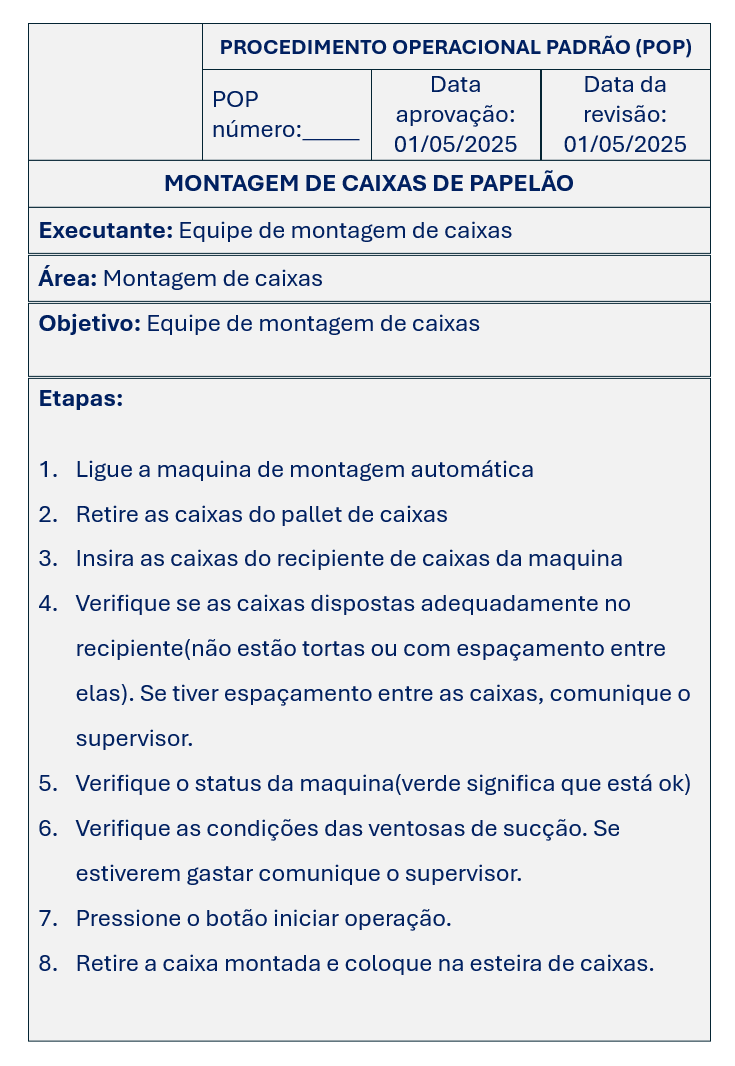 PROCEDIMENTO OPERACIONAL PADRÃO (POP)
POP
número:_____
Data
aprovação:
01/05/2025
Data da
revisão:
01/05/2025
MONTAGEM DE CAIXAS DE PAPELÃO
Executante: Equipe de montagem de caixas
Área: Montagem de caixas
Objetivo: Equipe de montagem de caixas
Etapas:
1. Ligue a maquina de montagem automática
2. Retire as caixas do pallet de caixas
3. Insira as caixas do recipiente de caixas da maquina
4. Verifique se as caixas dispostas adequadamente no
recipiente(não estão tortas ou com espaçamento entre
elas). Se tiver espaçamento entre as caixas, comunique o
supervisor.
5. Verifique o status da maquina(verde significa que está ok)
6. Verifique as condições das ventosas de sucção. Se
estiverem gastar comunique o supervisor.
7. Pressione o botão iniciar operação.
8. Retire a caixa montada e coloque na esteira de caixas.